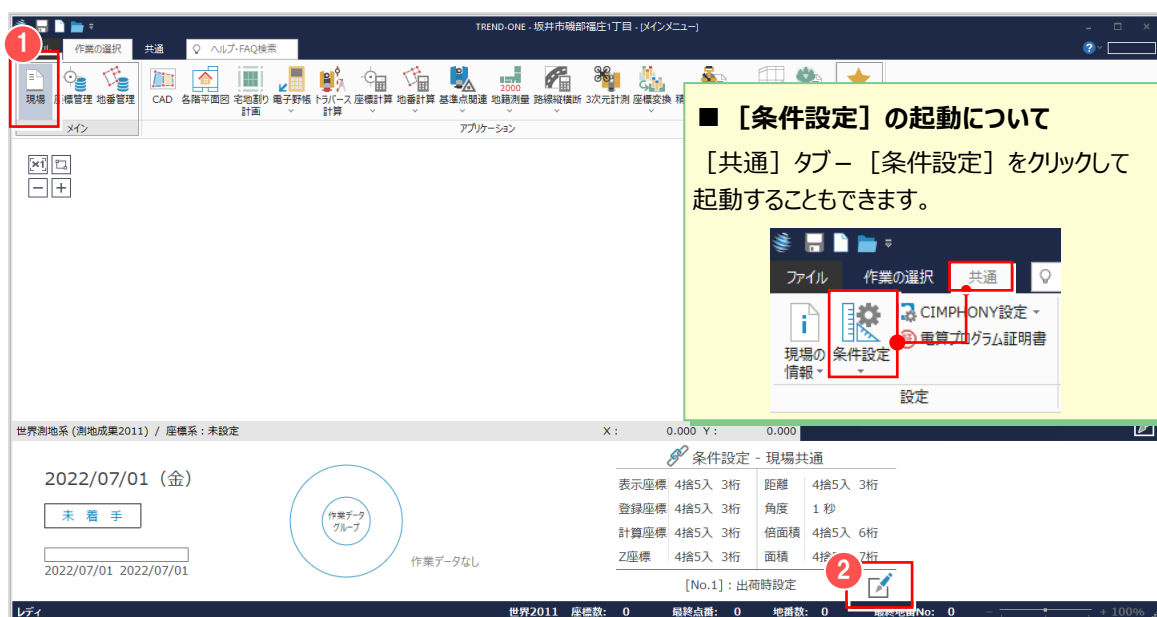 TREND-ONE - 坂井市磯部福庄1丁目 - [メインメニュー]
1
ル 作業の選択 共通 ヘルプ・FAQ検索
現場 座標管理 地番管理 CAD 各階平面図 宅地割り計画 電子野帳 トラバース計算 座標計算 地番計算 基準点関連 地籍測量 路線縦横断 3次元計測 座標変換 精
メイン アプリケーション
■ ［条件設定］の起動について
［共通］タブ－［条件設定］をクリックして
起動することもできます。
ファイル 作業の選択 共通
現場の情報 条件設定 CIMPHONY設定
電算プログラム証明書
設定
世界測地系 (測地成果2011) / 座標系：未設定 X： 0.000 Y： 0.000
2022/07/01（金）
未 着 手
2022/07/01 2022/07/01
作業データ
グループ
作業データなし
条件設定 - 現場共通
表示座標 4捨5入 3桁 距離 4捨5入 3桁
登録座標 4捨5入 3桁 角度 1 秒
計算座標 4捨5入 3桁 倍面積 4捨5入 6桁
Z座標 4捨5入 3桁 面積 4捨 7桁
2
[No.1]：出荷時設定
レディ 世界2011 座標数: 0 最終点番: 0 地番数: 0 最終地番No: 0 － + 100%